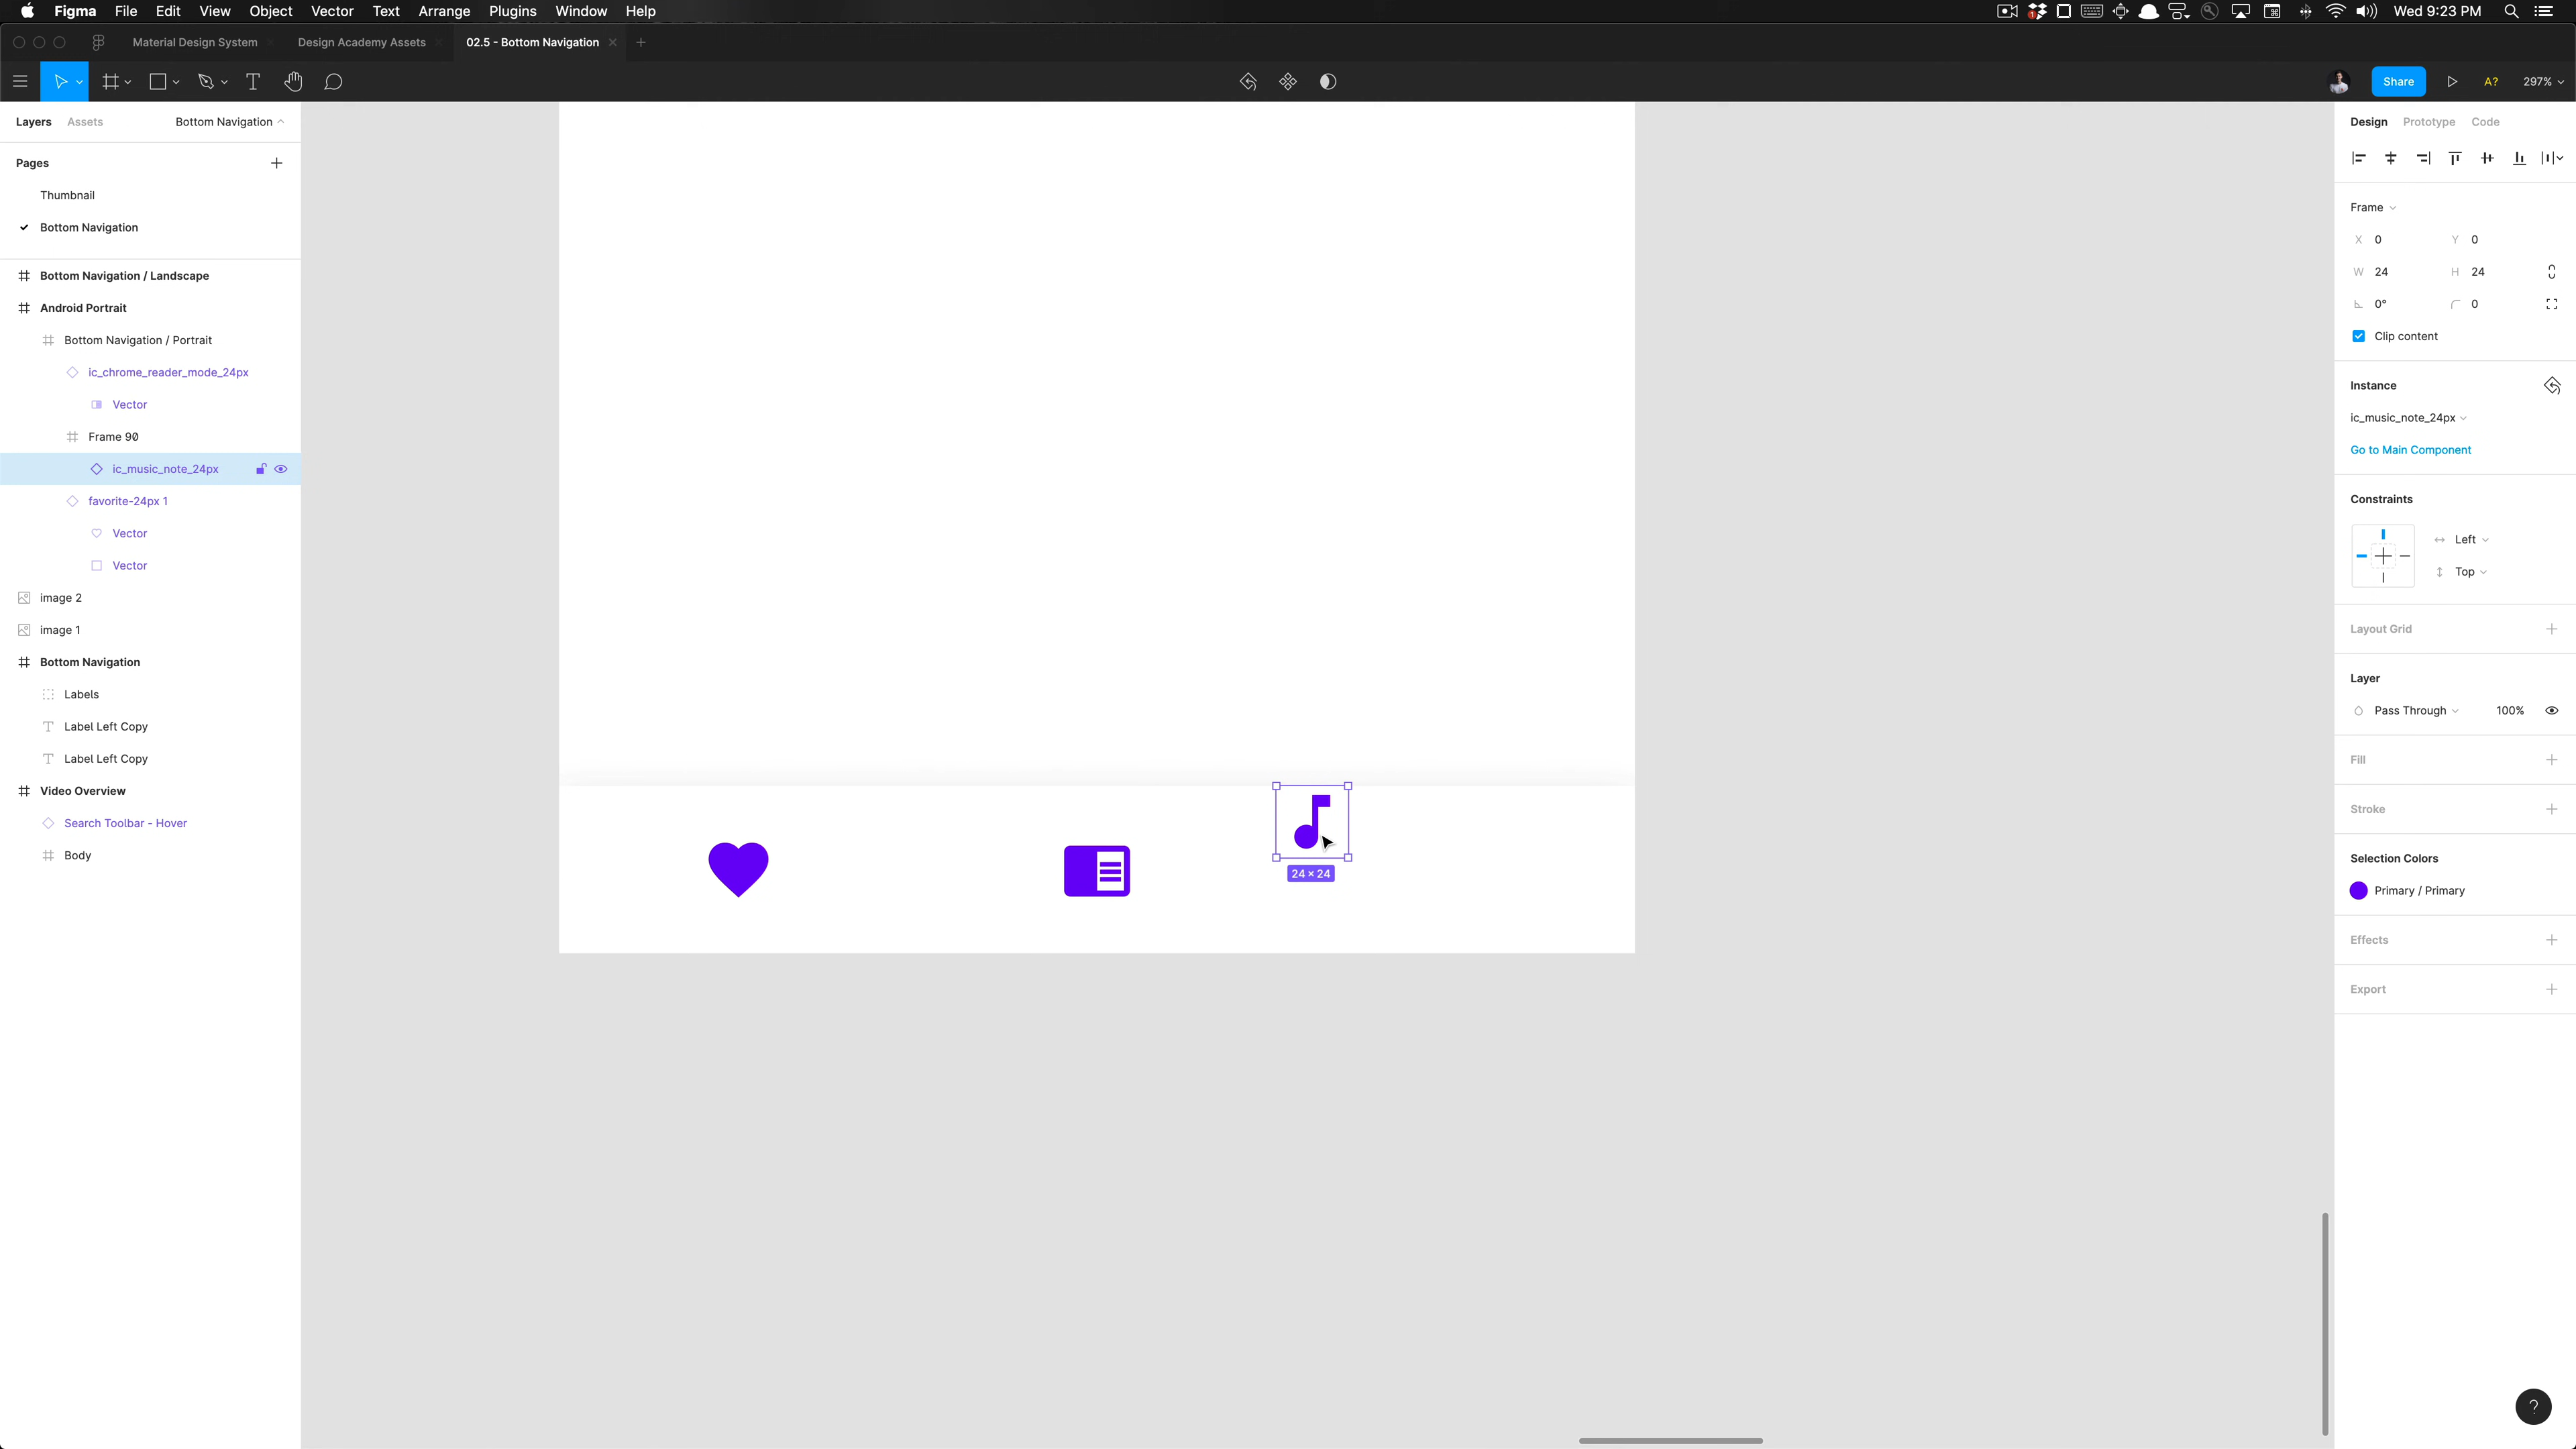 Figma File Edit View Object Vector Text Arrange Plugins Window Help
1
Wed 9:23 PM
Material Design System
Design Academy Assets
02.5 - Bottom Navigation
Share
A?
297%
Layers Assets Bottom Navigation
Pages
Thumbnail
Bottom Navigation
Bottom Navigation / Landscape
Android Portrait
Bottom Navigation / Portrait
ic_chrome_reader_mode_24px
Vector
Frame 90
ic_music_note_24px
favorite-24px 1
Vector
Vector
image 2
image 1
Bottom Navigation
Labels
Label Left Copy
Label Left Copy
Video Overview
Search Toolbar - Hover
Body
24 × 24
Design Prototype Code
Frame
X 0 Y 0
W 24 H 24
0° 0
Clip content
Instance
ic_music_note_24px
Go to Main Component
Constraints
Left
Top
Layout Grid
Layer
Pass Through 100%
Fill
Stroke
Selection Colors
Primary / Primary
Effects
Export
?